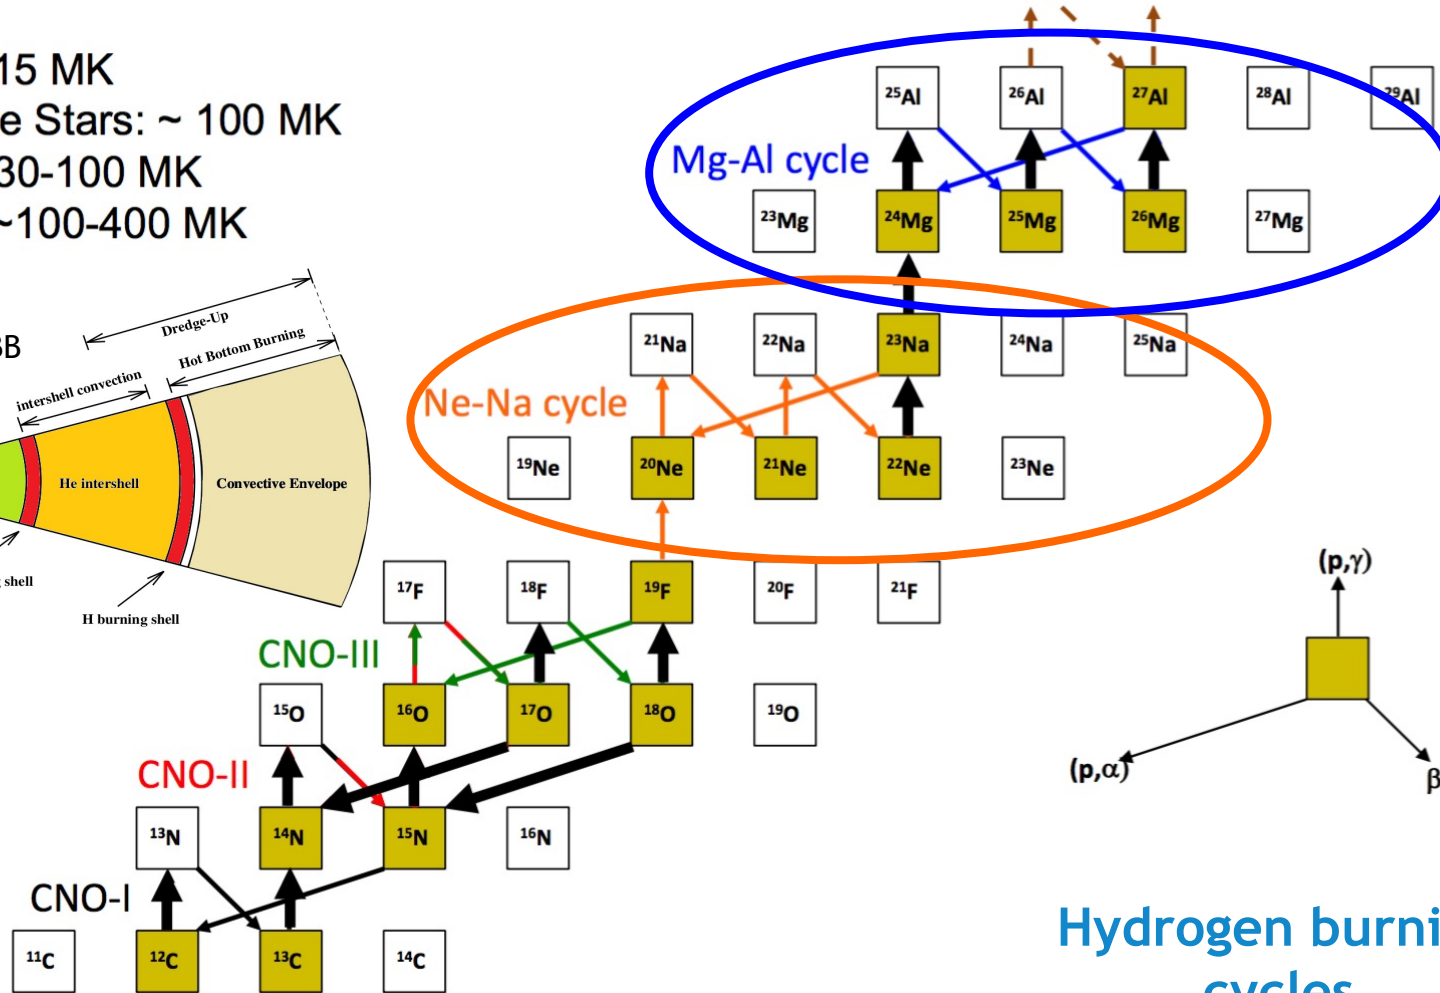 15 MK
e Stars: ~ 100 MK
30-100 MK
~100-400 MK
Dredge-Up
Hot Bottom Burning
intershell convection
He intershell
Convective Envelope
shell
H burning shell
²⁵Al ²⁶Al ²⁷Al ²⁸Al ²⁹Al
Mg-Al cycle
²³Mg ²⁴Mg ²⁵Mg ²⁶Mg ²⁷Mg
²¹Na ²²Na ²³Na ²⁴Na ²⁵Na
Ne-Na cycle
¹⁹Ne ²⁰Ne ²¹Ne ²²Ne ²³Ne
¹⁷F ¹⁸F ¹⁹F ²⁰F ²¹F
CNO-III
¹⁵O ¹⁶O ¹⁷O ¹⁸O ¹⁹O
CNO-II
¹³N ¹⁴N ¹⁵N ¹⁶N
CNO-I
¹¹C ¹²C ¹³C ¹⁴C
(p,γ)
(p,α)
β
Hydrogen burni
cycles